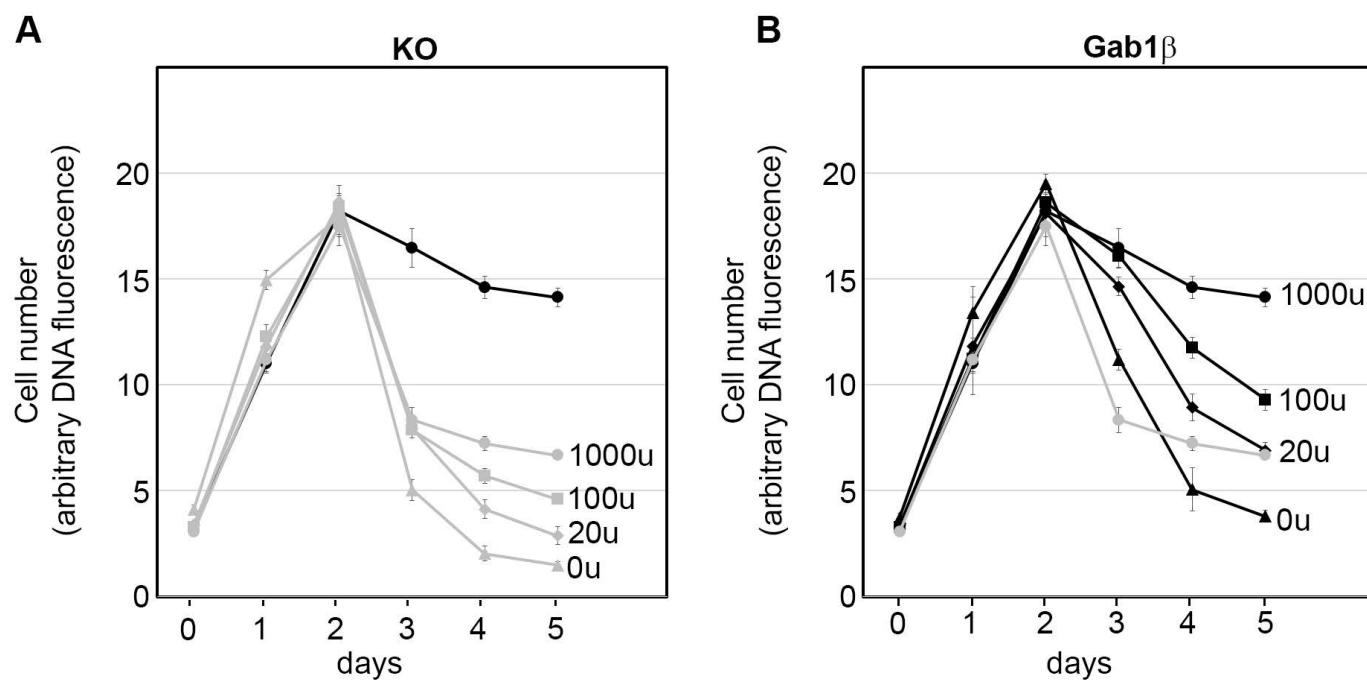 A
KO
Cell number
(arbitrary DNA fluorescence)
20
15
10
5
0
1000u
100u
20u
0u
0 1 2 3 4 5
days
B
Gab1β
Cell number
(arbitrary DNA fluorescence)
20
15
10
5
0
1000u
100u
20u
0u
0 1 2 3 4 5
days